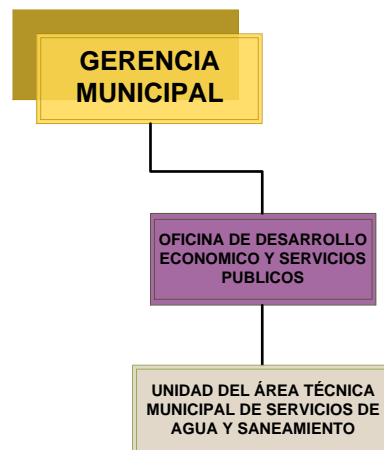 GERENCIA
MUNICIPAL
OFICINA DE DESARROLLO
ECONOMICO Y SERVICIOS
PUBLICOS
UNIDAD DEL ÁREA TÉCNICA
MUNICIPAL DE SERVICIOS DE
AGUA Y SANEAMIENTO